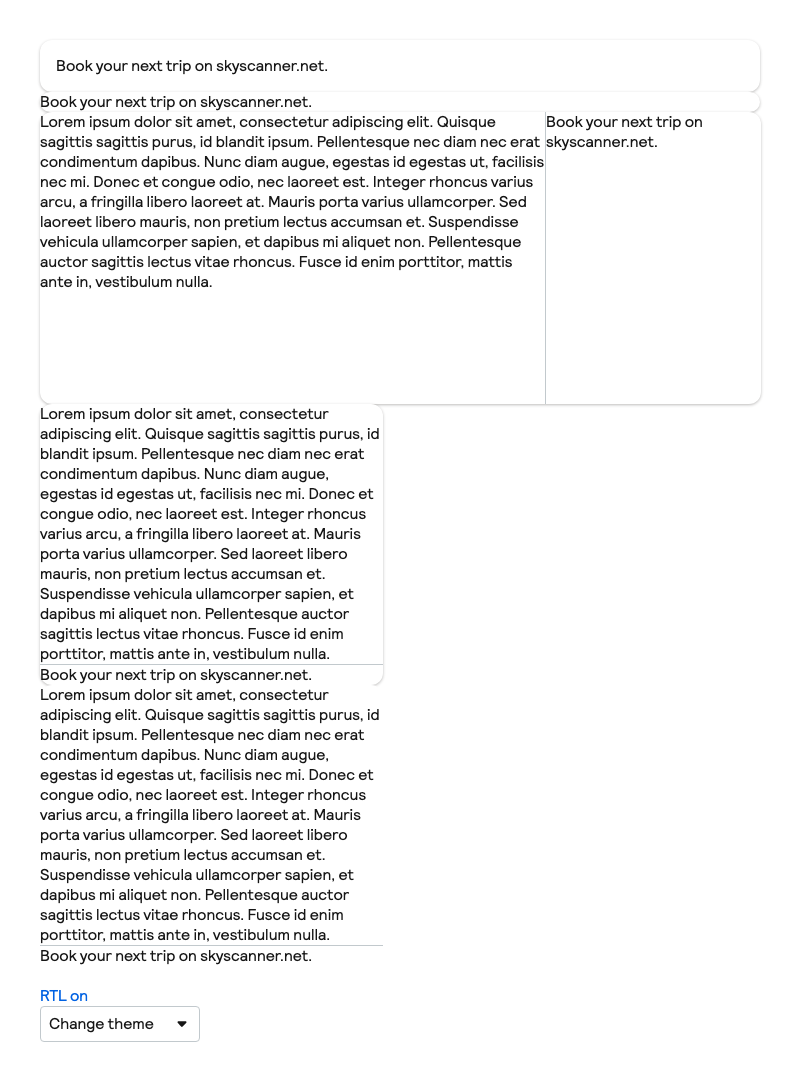 Book your next trip on skyscanner.net.
Book your next trip on skyscanner.net.
Lorem ipsum dolor sit amet, consectetur adipiscing elit. Quisque
sagittis sagittis purus, id blandit ipsum. Pellentesque nec diam nec erat
condimentum dapibus. Nunc diam augue, egestas id egestas ut, facilisis
nec mi. Donec et congue odio, nec laoreet est. Integer rhoncus varius
arcu, a fringilla libero laoreet at. Mauris porta varius ullamcorper. Sed
laoreet libero mauris, non pretium lectus accumsan et. Suspendisse
vehicula ullamcorper sapien, et dapibus mi aliquet non. Pellentesque
auctor sagittis lectus vitae rhoncus. Fusce id enim porttitor, mattis
ante in, vestibulum nulla.
Book your next trip on
skyscanner.net.
Lorem ipsum dolor sit amet, consectetur
adipiscing elit. Quisque sagittis sagittis purus, id
blandit ipsum. Pellentesque nec diam nec erat
condimentum dapibus. Nunc diam augue,
egestas id egestas ut, facilisis nec mi. Donec et
congue odio, nec laoreet est. Integer rhoncus
varius arcu, a fringilla libero laoreet at. Mauris
porta varius ullamcorper. Sed laoreet libero
mauris, non pretium lectus accumsan et.
Suspendisse vehicula ullamcorper sapien, et
dapibus mi aliquet non. Pellentesque auctor
sagittis lectus vitae rhoncus. Fusce id enim
porttitor, mattis ante in, vestibulum nulla.
Book your next trip on skyscanner.net.
Lorem ipsum dolor sit amet, consectetur
adipiscing elit. Quisque sagittis sagittis purus, id
blandit ipsum. Pellentesque nec diam nec erat
condimentum dapibus. Nunc diam augue,
egestas id egestas ut, facilisis nec mi. Donec et
congue odio, nec laoreet est. Integer rhoncus
varius arcu, a fringilla libero laoreet at. Mauris
porta varius ullamcorper. Sed laoreet libero
mauris, non pretium lectus accumsan et.
Suspendisse vehicula ullamcorper sapien, et
dapibus mi aliquet non. Pellentesque auctor
sagittis lectus vitae rhoncus. Fusce id enim
porttitor, mattis ante in, vestibulum nulla.
Book your next trip on skyscanner.net.
RTL on
Change theme